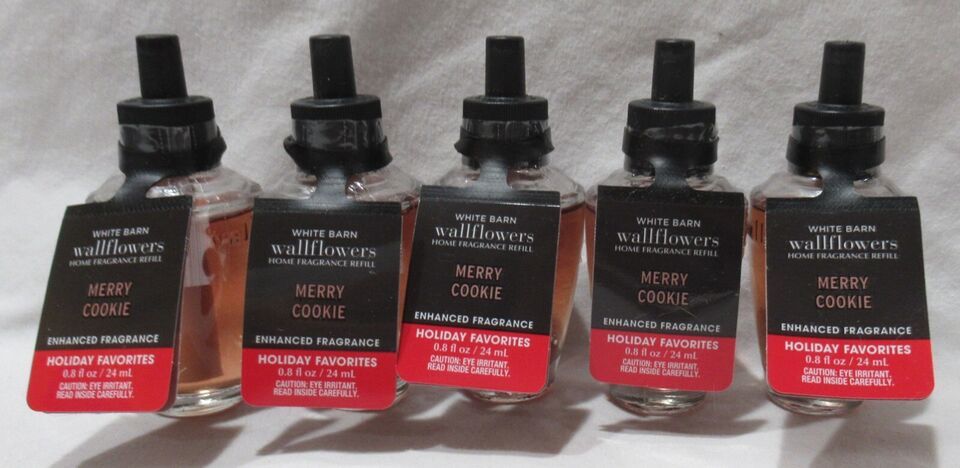 WHITE BARN
wallflowers
HOME FRAGRANCE REFILL
MERRY
COOKIE
ENHANCED FRAGRANCE
HOLIDAY FAVORITES
0.8 fl oz / 24 mL
CAUTION: EYE IRRITANT.
READ INSIDE CAREFULLY.
WHITE BARN
wallflowers
HOME FRAGRANCE REFILL
MERRY
COOKIE
ENHANCED FRAGRANCE
HOLIDAY FAVORITES
0.8 fl oz / 24 mL
CAUTION: EYE IRRITANT.
READ INSIDE CAREFULLY.
WHITE BARN
wallflowers
HOME FRAGRANCE REFILL
MERRY
COOKIE
ENHANCED FRAGRANCE
HOLIDAY FAVORITES
0.8 fl oz / 24 mL
CAUTION: EYE IRRITANT.
READ INSIDE CAREFULLY.
WHITE BARN
wallflowers
HOME FRAGRANCE REFILL
MERRY
COOKIE
ENHANCED FRAGRANCE
HOLIDAY FAVORITES
0.8 fl oz / 24 mL
CAUTION: EYE IRRITANT.
READ INSIDE CAREFULLY.
WHITE BARN
wallflowers
HOME FRAGRANCE REFILL
MERRY
COOKIE
ENHANCED FRAGRANCE
HOLIDAY FAVORITES
0.8 fl oz / 24 mL
CAUTION: EYE IRRITANT.
READ INSIDE CAREFULLY.